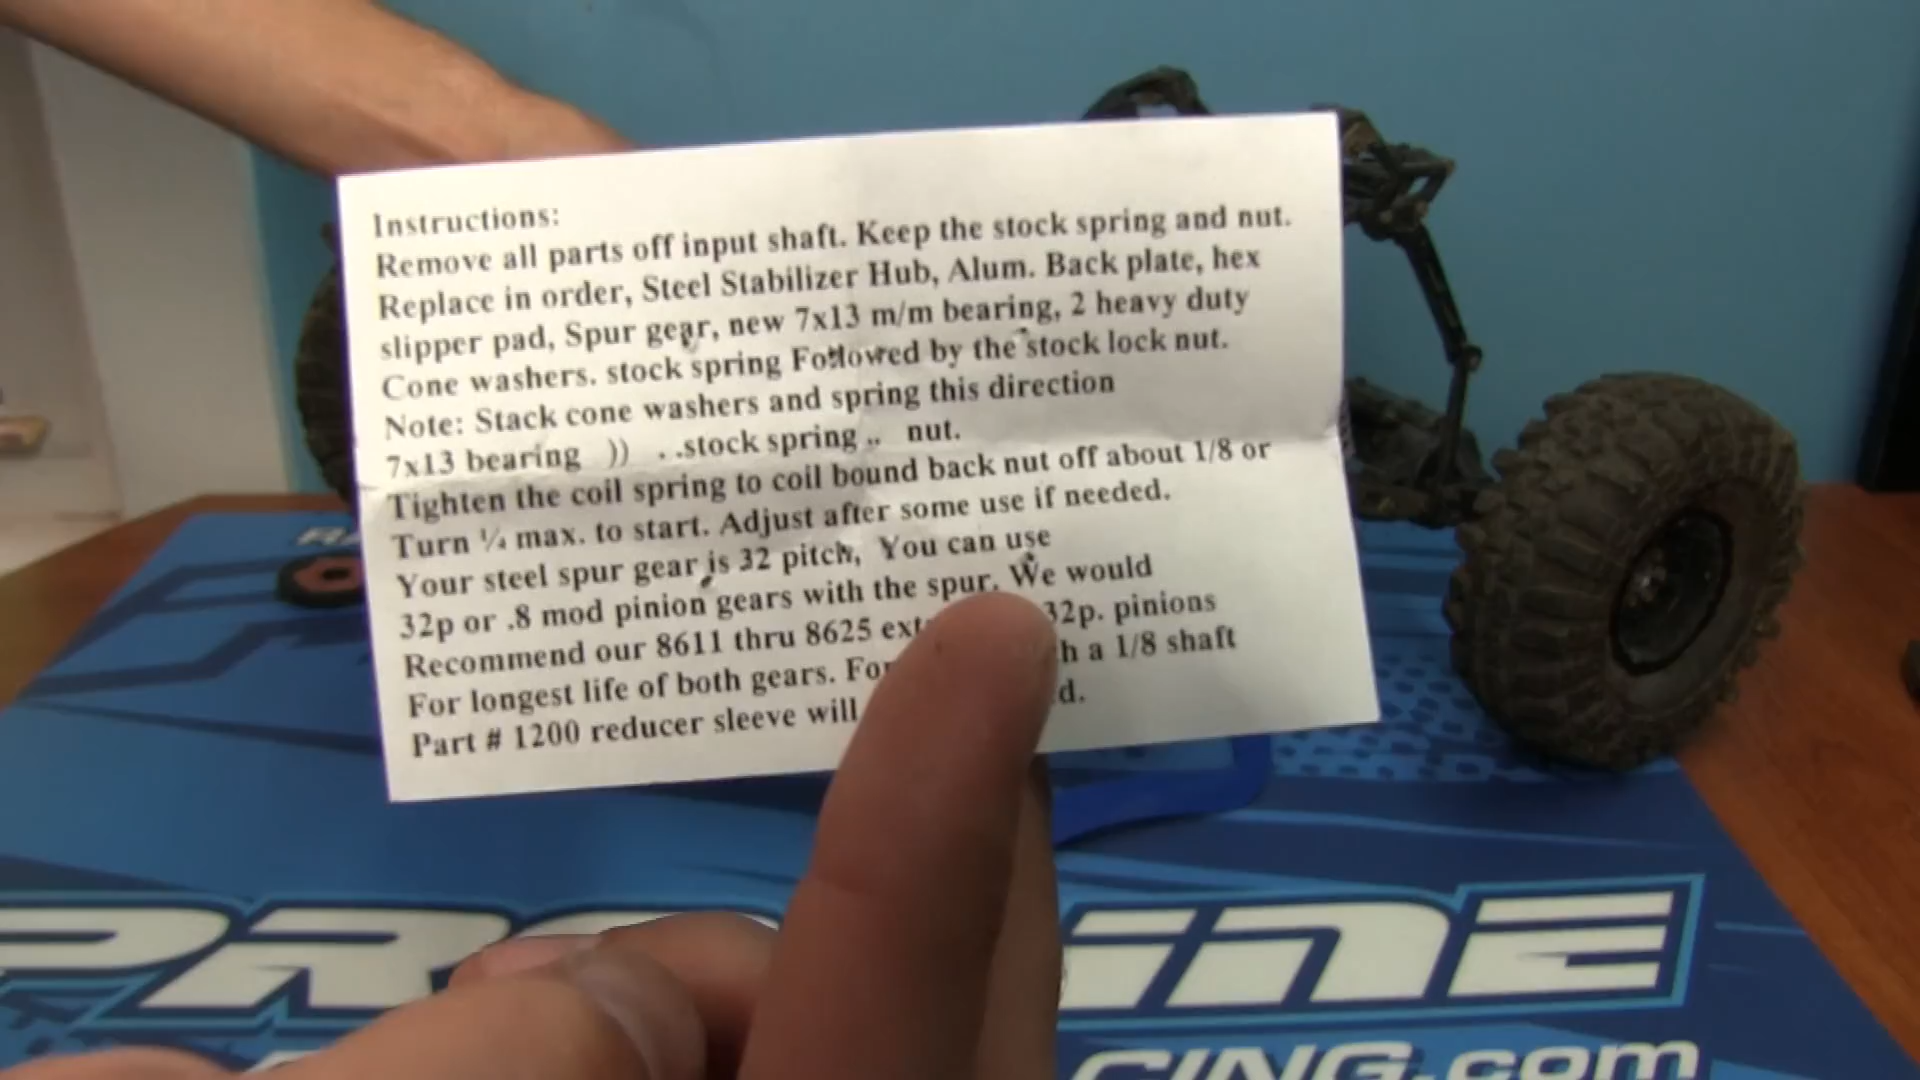 Instructions:
Remove all parts off input shaft. Keep the stock spring and nut.
Replace in order, Steel Stabilizer Hub, Alum. Back plate, hex
slipper pad, Spur gear, new 7x13 m/m bearing, 2 heavy duty
Cone washers. stock spring Followed by the stock lock nut.
Note: Stack cone washers and spring this direction
7x13 bearing )) . .stock spring .. nut.
Tighten the coil spring to coil bound back nut off about 1/8 or
Turn ¼ max. to start. Adjust after some use if needed.
Your steel spur gear is 32 pitch, You can use
32p or .8 mod pinion gears with the spur. We would
Recommend our 8611 thru 8625 32p. pinions
For longest life of both gears. a 1/8 shaft
Part # 1200 reducer sleeve will